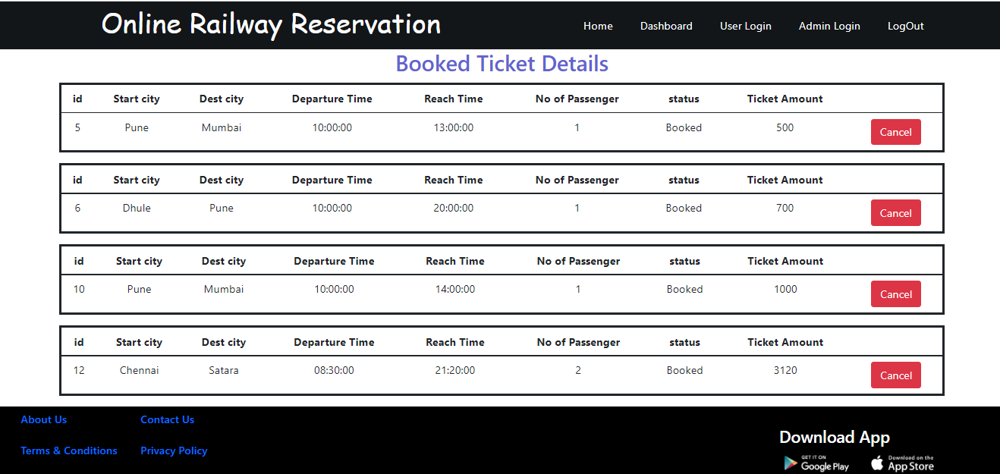 Online Railway Reservation Home Dashboard User Login Admin Login LogOut
Booked Ticket Details
id Start city Dest city Departure Time Reach Time No of Passenger status Ticket Amount
5 Pune Mumbai 10:00:00 13:00:00 1 Booked 500 Cancel
id Start city Dest city Departure Time Reach Time No of Passenger status Ticket Amount
6 Dhule Pune 10:00:00 20:00:00 1 Booked 700 Cancel
id Start city Dest city Departure Time Reach Time No of Passenger status Ticket Amount
10 Pune Mumbai 10:00:00 14:00:00 1 Booked 1000 Cancel
id Start city Dest city Departure Time Reach Time No of Passenger status Ticket Amount
12 Chennai Satara 08:30:00 21:20:00 2 Booked 3120 Cancel
About Us Contact Us
Terms & Conditions Privacy Policy
Download App
GET IT ON
Google Play
Download on the
App Store